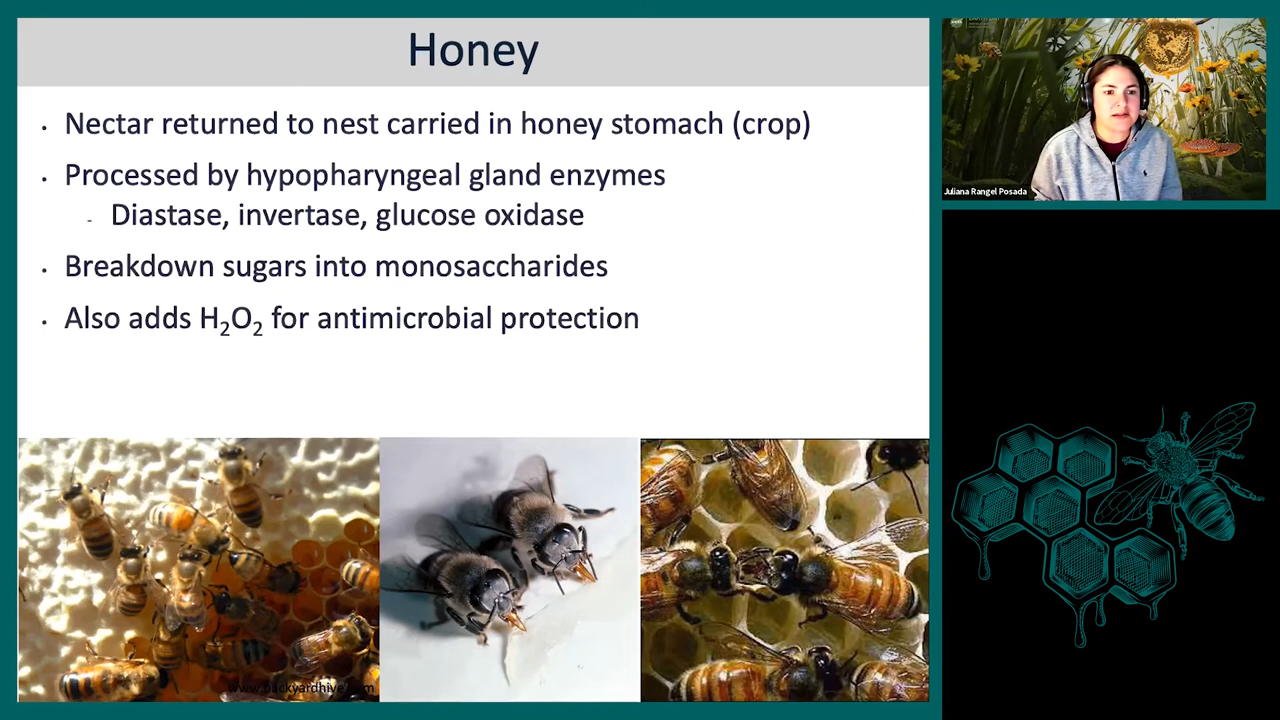 Honey
• Nectar returned to nest carried in honey stomach (crop)
• Processed by hypopharyngeal gland enzymes
- Diastase, invertase, glucose oxidase
• Breakdown sugars into monosaccharides
• Also adds H₂O₂ for antimicrobial protection
Juliana Rangel Posada